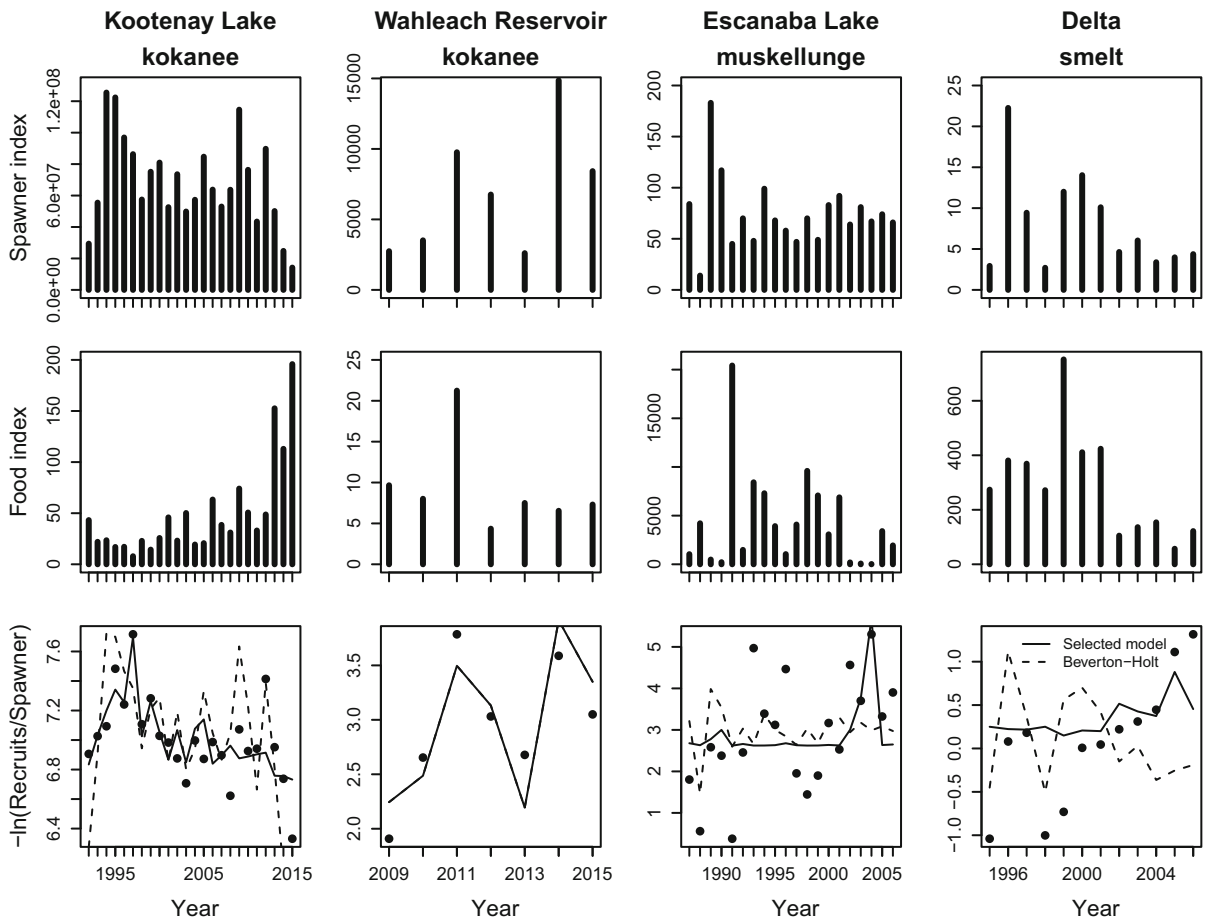 Kootenay Lake
kokanee
Wahleach Reservoir
kokanee
Escanaba Lake
muskellunge
Delta
smelt
Spawner index
0.0e+00 6.0e+07 1.2e+08
0 5000 10000 15000
0 50 100 150 200
0 5 10 15 20 25
Food index
0 50 100 150 200
0 5 10 15 20 25
0 5000 15000
0 200 400 600
−ln(Recruits/Spawner)
6.4 6.8 7.2 7.6
2.0 2.5 3.0 3.5
1 2 3 4 5
−1.0 −0.5 0.0 0.5 1.0
Selected model
Beverton−Holt
1995 2005 2015
2009 2011 2013 2015
1990 1995 2000 2005
1996 2000 2004
Year
Year
Year
Year